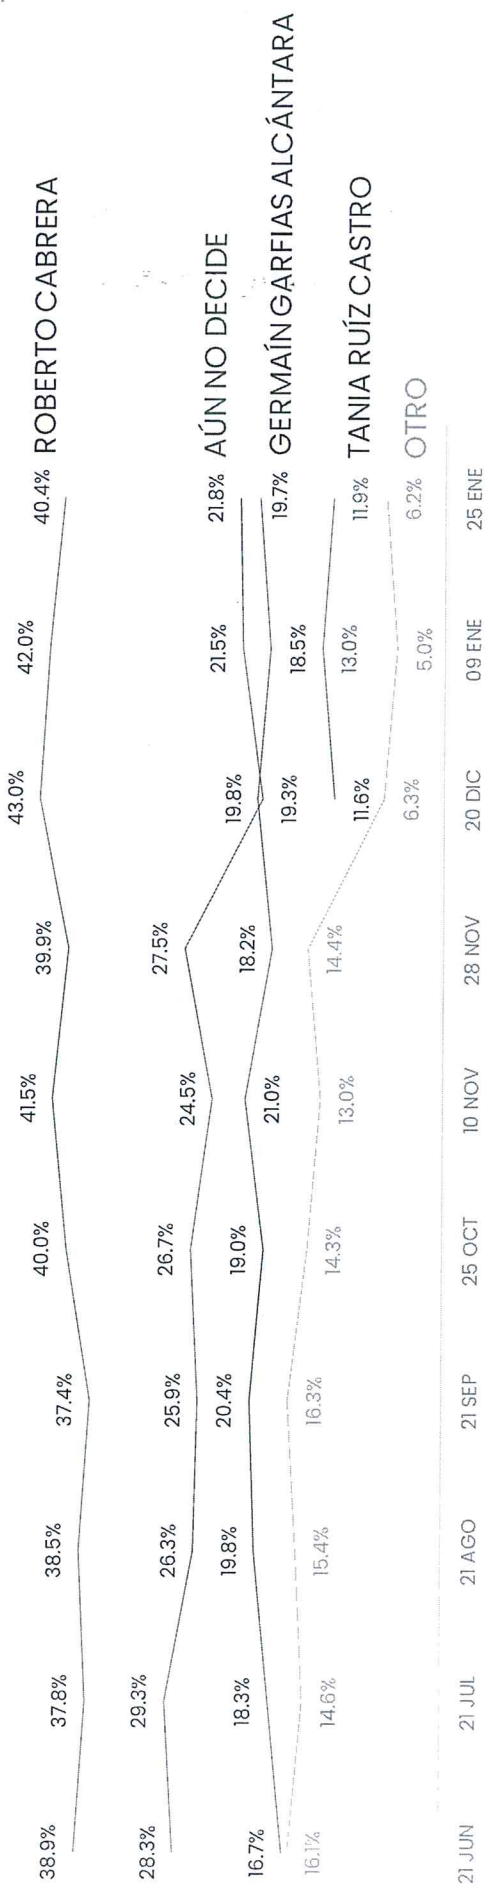 38.9% 37.8% 38.5% 37.4% 40.0% 41.5% 39.9% 43.0% 42.0% 40.4% ROBERTO CABRERA
28.3% 29.3% 26.3% 25.9% 26.7% 24.5% 27.5% 19.8% 21.5% 21.8% AÚN NO DECIDE
16.7% 18.3% 19.8% 20.4% 19.0% 21.0% 18.2% 19.3% 18.5% 19.7% GERMAÍN GARFIAS ALCÁNTARA
11.6% 13.0% 11.9% TANIA RUÍZ CASTRO
16.1% 14.6% 15.4% 16.3% 14.3% 13.0% 14.4% 6.3% 5.0% 6.2% OTRO
21 JUN 21 JUL 21 AGO 21 SEP 25 OCT 10 NOV 28 NOV 20 DIC 09 ENE 25 ENE